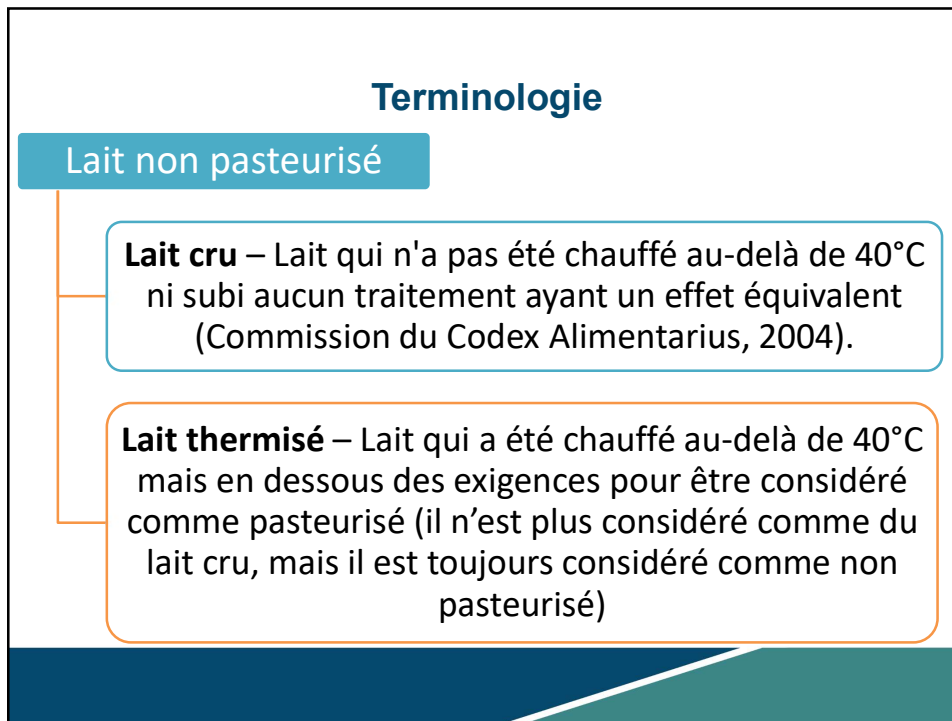 Terminologie
Lait non pasteurisé
Lait cru – Lait qui n'a pas été chauffé au-delà de 40°C
ni subi aucun traitement ayant un effet équivalent
(Commission du Codex Alimentarius, 2004).
Lait thermisé – Lait qui a été chauffé au-delà de 40°C
mais en dessous des exigences pour être considéré
comme pasteurisé (il n’est plus considéré comme du
lait cru, mais il est toujours considéré comme non
pasteurisé)